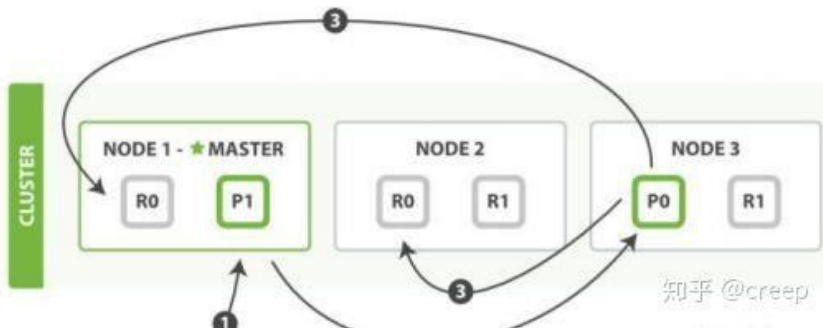 3
CLUSTER
NODE 1 - ★ MASTER
NODE 2
NODE 3
R0
P1
R0
R1
P0
R1
3
1
知乎 @creep